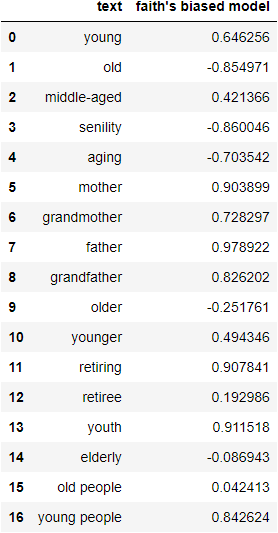 text faith's biased model
0 young 0.646256
1 old -0.854971
2 middle-aged 0.421366
3 senility -0.860046
4 aging -0.703542
5 mother 0.903899
6 grandmother 0.728297
7 father 0.978922
8 grandfather 0.826202
9 older -0.251761
10 younger 0.494346
11 retiring 0.907841
12 retiree 0.192986
13 youth 0.911518
14 elderly -0.086943
15 old people 0.042413
16 young people 0.842624